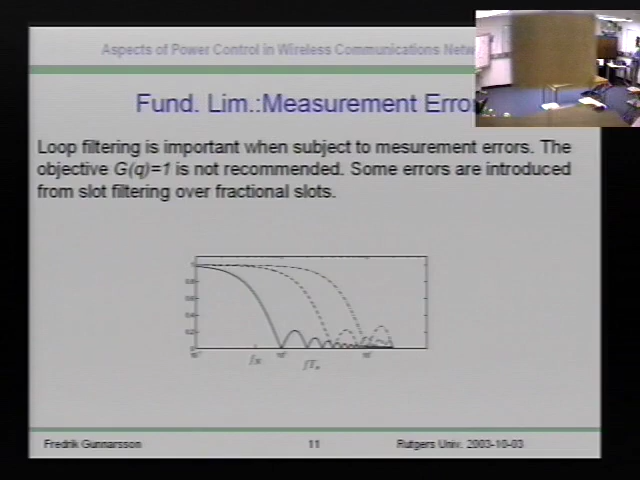 Aspects of Power Control in Wireless Communications Netw
Fund. Lim.:Measurement Error
Loop filtering is important when subject to mesurement errors. The
objective G(q)=1 is not recommended. Some errors are introduced
from slot filtering over fractional slots.
Fredrik Gunnarsson 11 Rutgers Univ. 2003-10-03